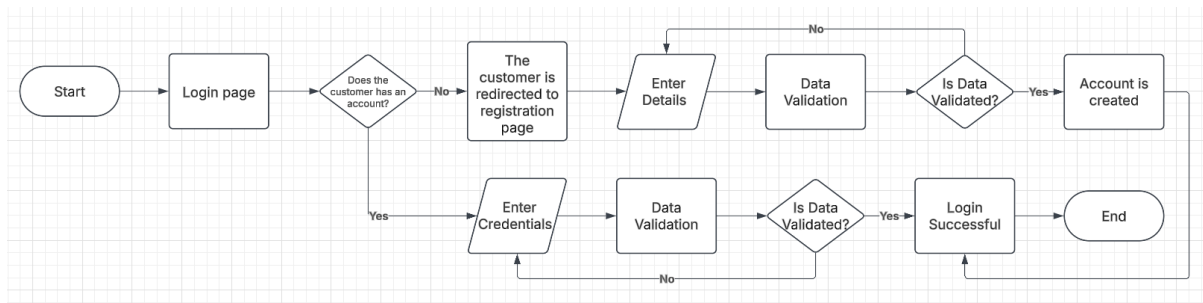 No
Start
Login page
Does the
customer has an
account?
No
The
customer is
redirected to
registration
page
Enter
Details
Data
Validation
Is Data
Validated?
Yes
Account is
created
Yes
Enter
Credentials
Data
Validation
Is Data
Validated?
Yes
Login
Successful
End
No